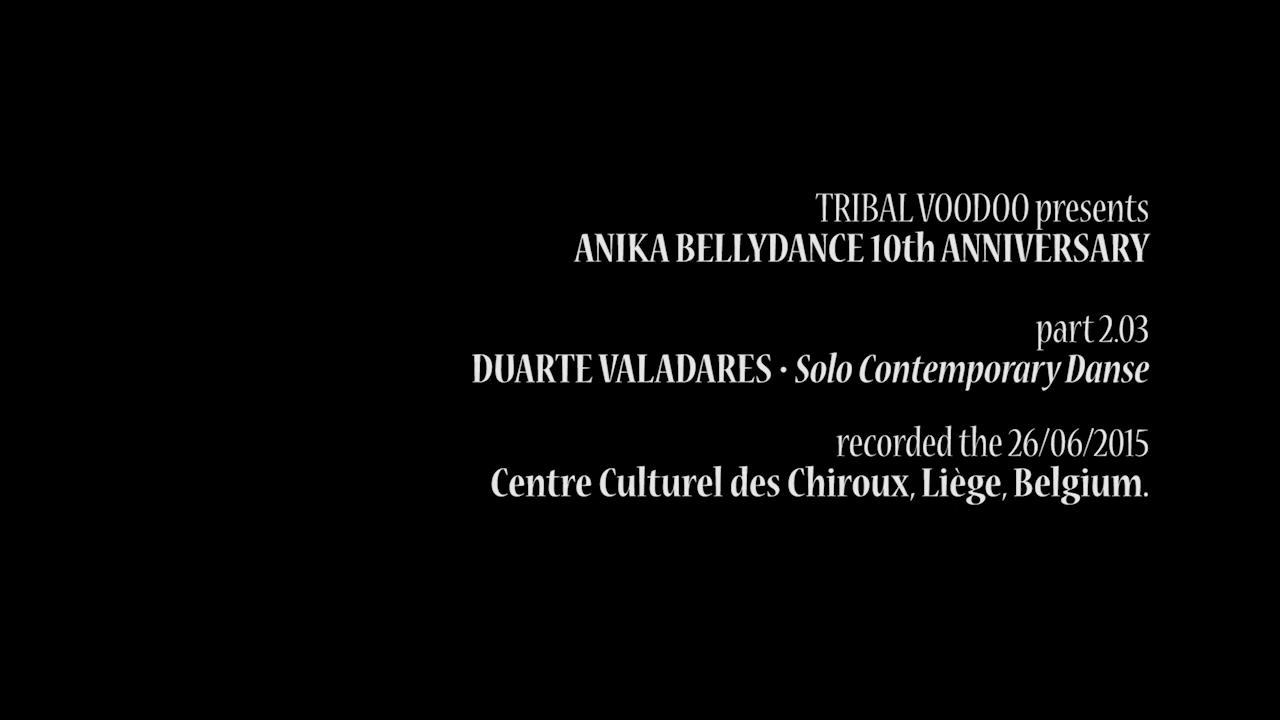 TRIBAL VOODOO presents
ANIKA BELLYDANCE 10th ANNIVERSARY
part 2.03
DUARTE VALADARES · Solo Contemporary Danse
recorded the 26/06/2015
Centre Culturel des Chiroux, Liège, Belgium.